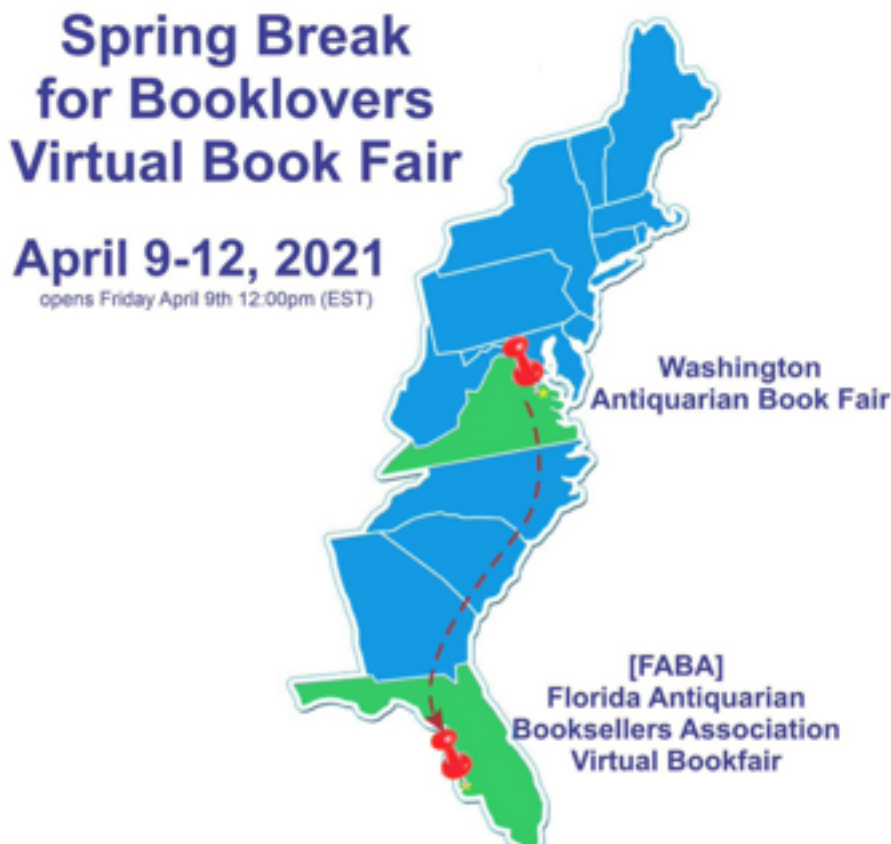 Spring Break
for Booklovers
Virtual Book Fair
April 9-12, 2021
opens Friday April 9th 12:00pm (EST)
Washington
Antiquarian Book Fair
[FABA]
Florida Antiquarian
Booksellers Association
Virtual Bookfair